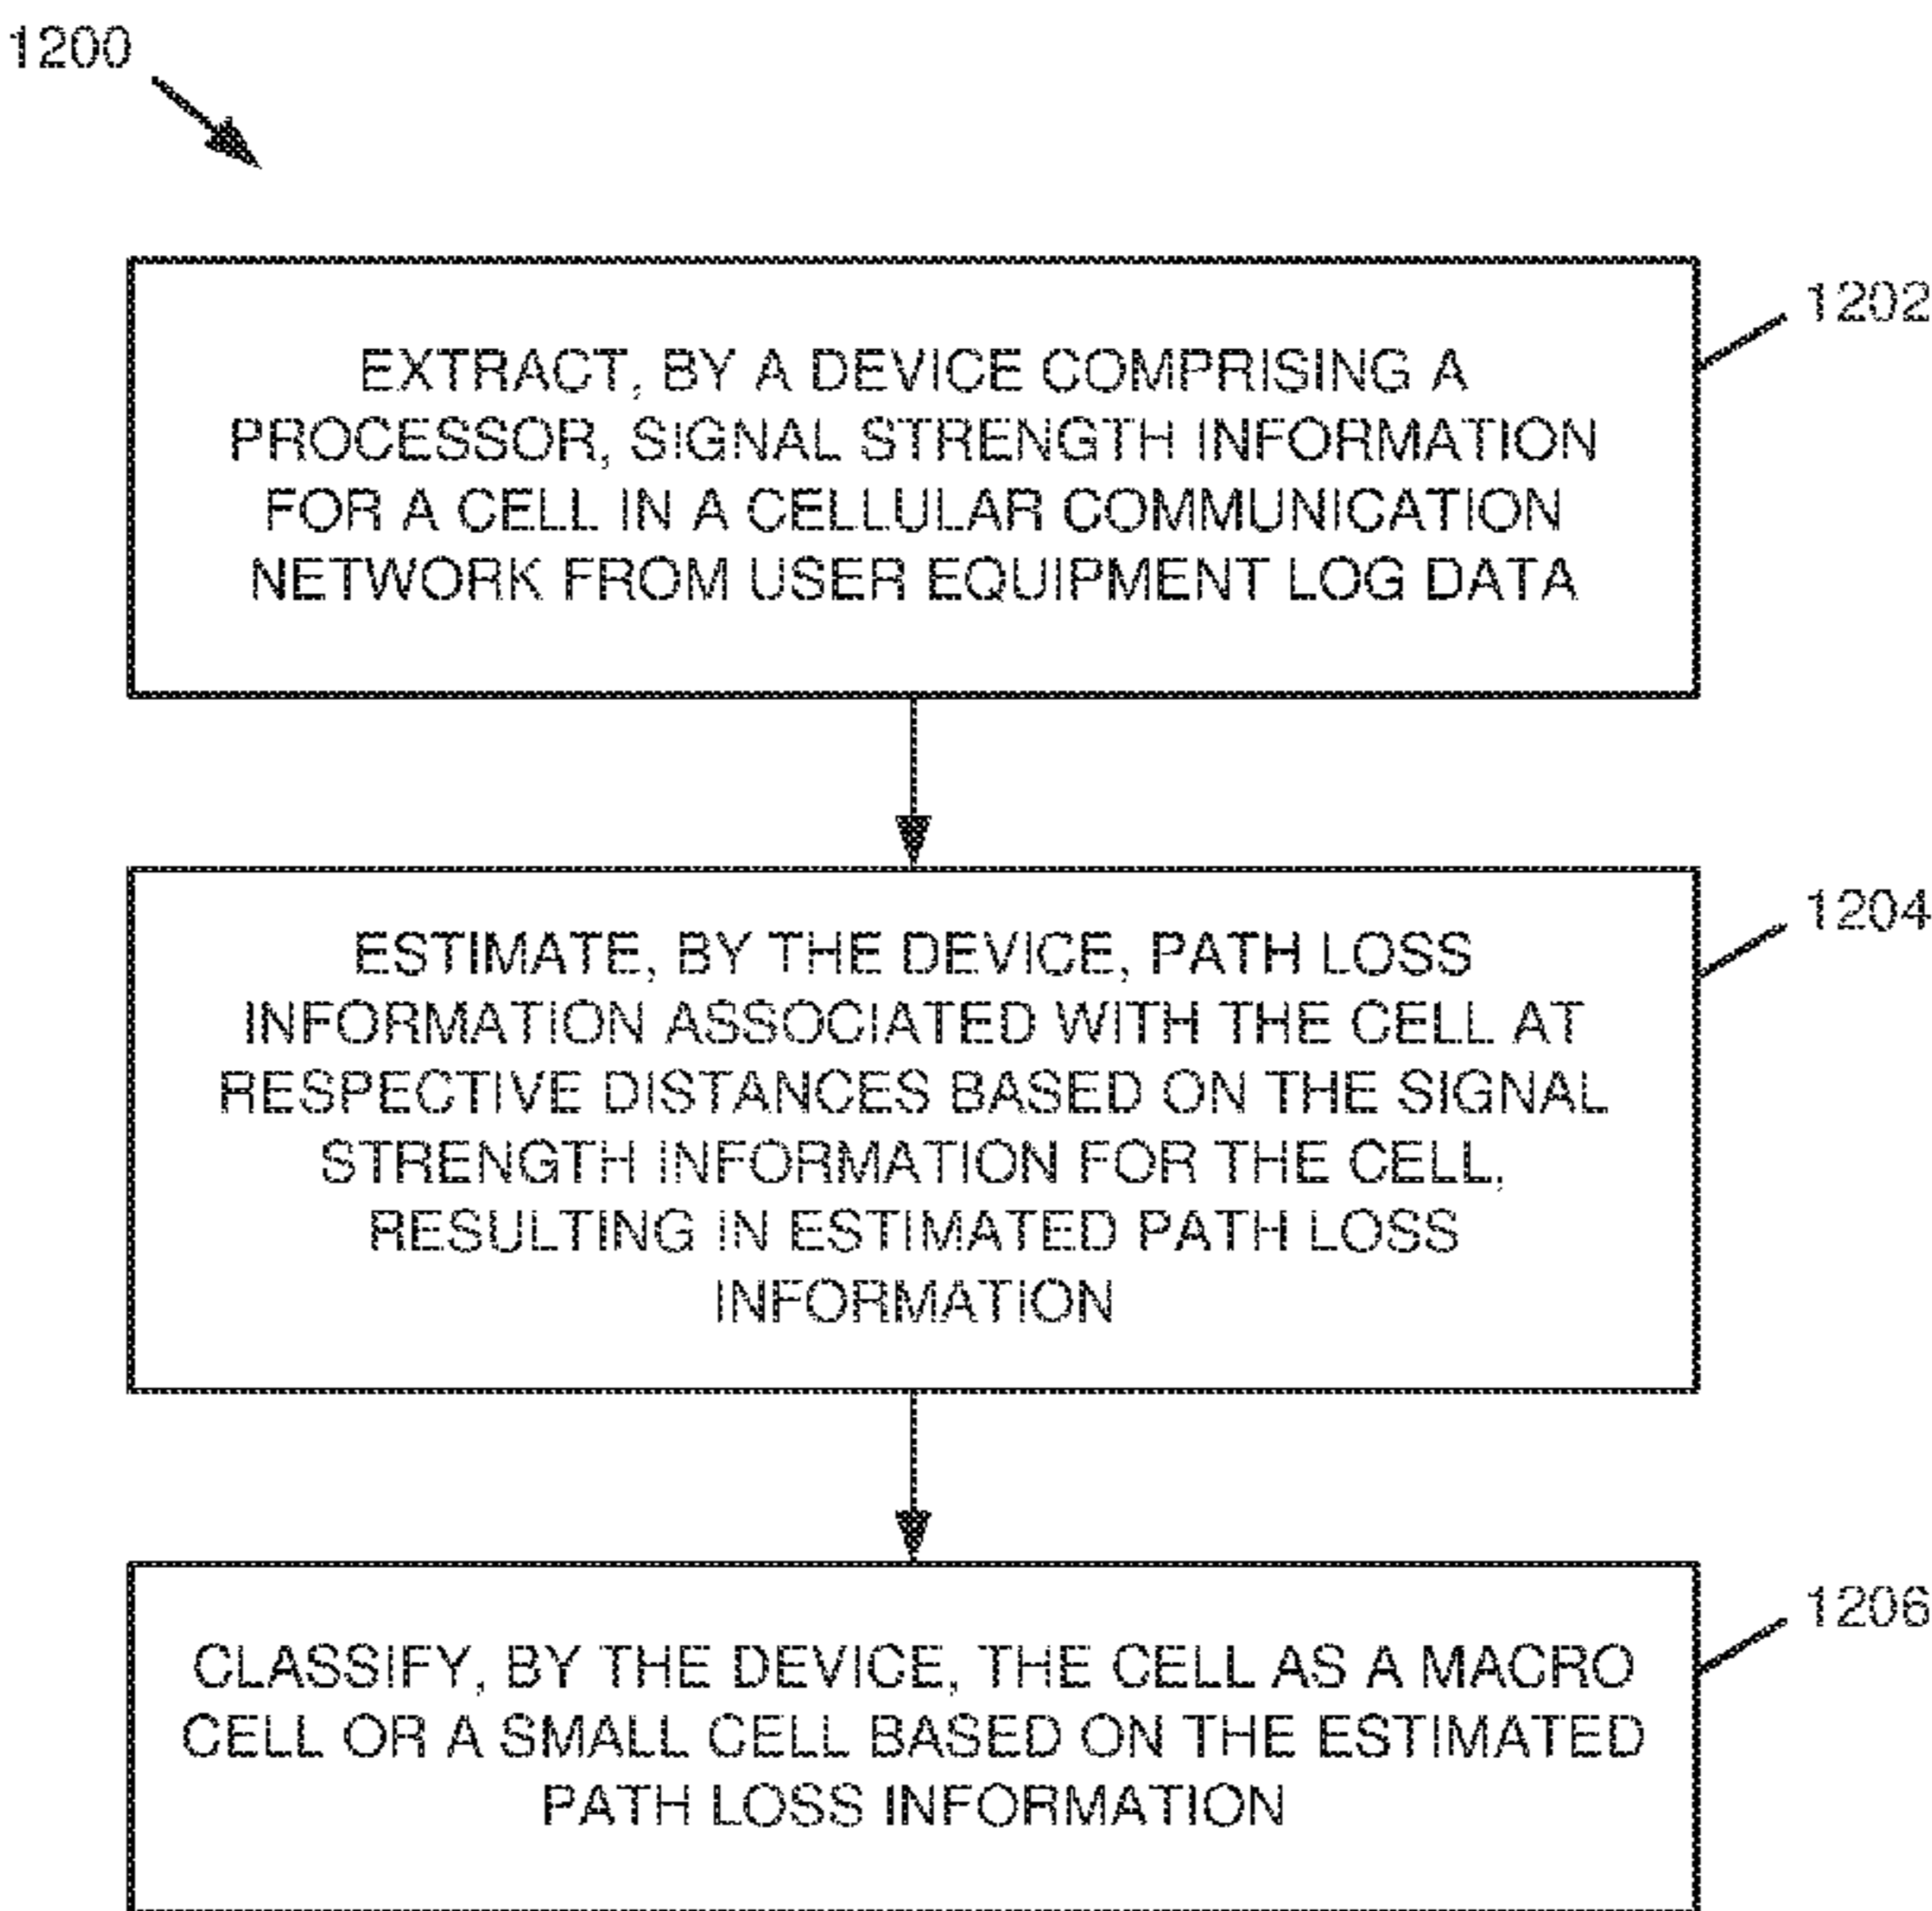 1200
EXTRACT, BY A DEVICE COMPRISING A
PROCESSOR, SIGNAL STRENGTH INFORMATION
FOR A CELL IN A CELLULAR COMMUNICATION
NETWORK FROM USER EQUIPMENT LOG DATA
1202
ESTIMATE, BY THE DEVICE, PATH LOSS
INFORMATION ASSOCIATED WITH THE CELL AT
RESPECTIVE DISTANCES BASED ON THE SIGNAL
STRENGTH INFORMATION FOR THE CELL,
RESULTING IN ESTIMATED PATH LOSS
INFORMATION
1204
CLASSIFY, BY THE DEVICE, THE CELL AS A MACRO
CELL OR A SMALL CELL BASED ON THE ESTIMATED
PATH LOSS INFORMATION
1206